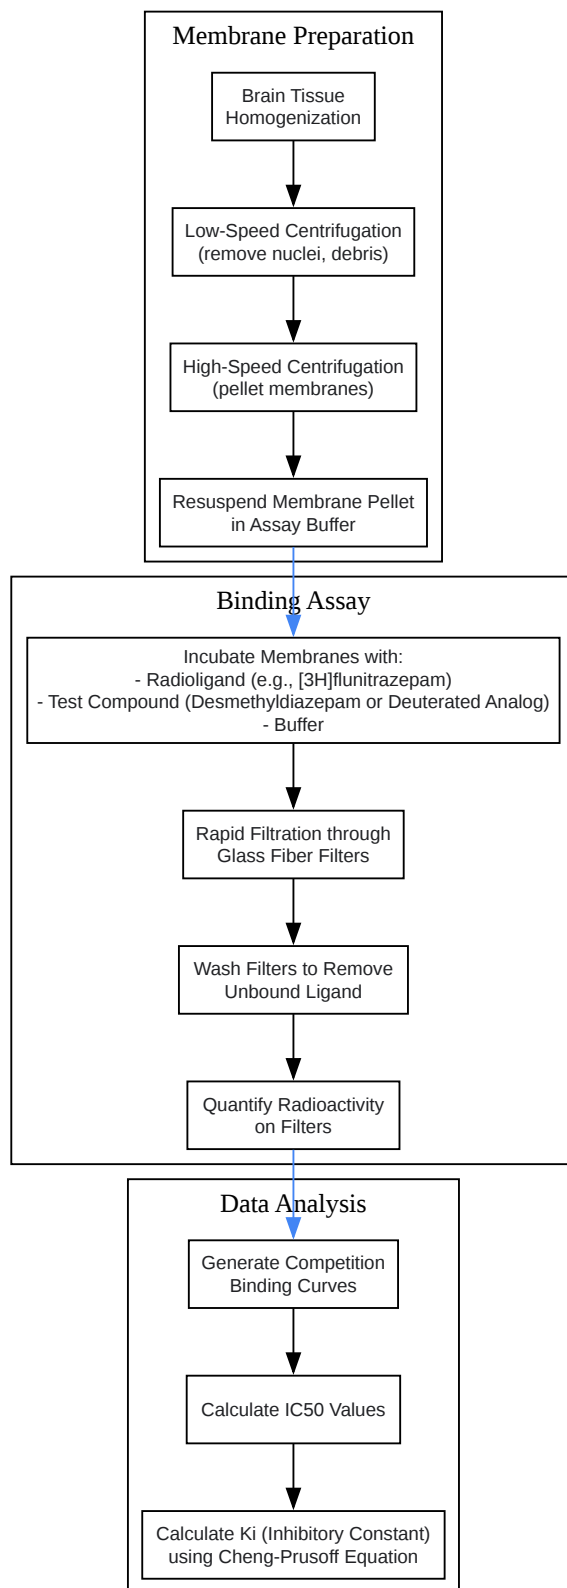 Membrane Preparation
Brain Tissue
Homogenization
Low-Speed Centrifugation
(remove nuclei, debris)
High-Speed Centrifugation
(pellet membranes)
Resuspend Membrane Pellet
in Assay Buffer
Binding Assay
Incubate Membranes with:
- Radioligand (e.g., [3H]flunitrazepam)
- Test Compound (Desmethyldiazepam or Deuterated Analog)
- Buffer
Rapid Filtration through
Glass Fiber Filters
Wash Filters to Remove
Unbound Ligand
Quantify Radioactivity
on Filters
Data Analysis
Generate Competition
Binding Curves
Calculate IC50 Values
Calculate Ki (Inhibitory Constant)
using Cheng-Prusoff Equation